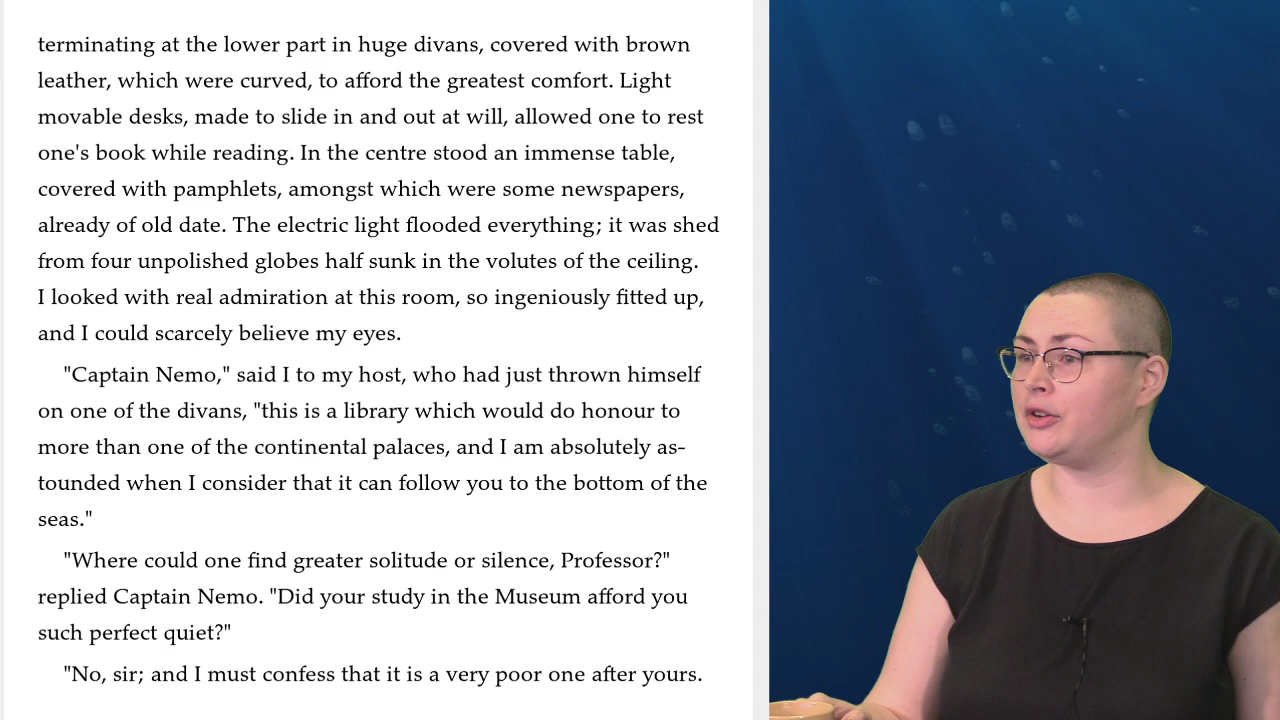 terminating at the lower part in huge divans, covered with brown
leather, which were curved, to afford the greatest comfort. Light
movable desks, made to slide in and out at will, allowed one to rest
one's book while reading. In the centre stood an immense table,
covered with pamphlets, amongst which were some newspapers,
already of old date. The electric light flooded everything; it was shed
from four unpolished globes half sunk in the volutes of the ceiling.
I looked with real admiration at this room, so ingeniously fitted up,
and I could scarcely believe my eyes.
"Captain Nemo," said I to my host, who had just thrown himself
on one of the divans, "this is a library which would do honour to
more than one of the continental palaces, and I am absolutely as-
tounded when I consider that it can follow you to the bottom of the
seas."
"Where could one find greater solitude or silence, Professor?"
replied Captain Nemo. "Did your study in the Museum afford you
such perfect quiet?"
"No, sir; and I must confess that it is a very poor one after yours.